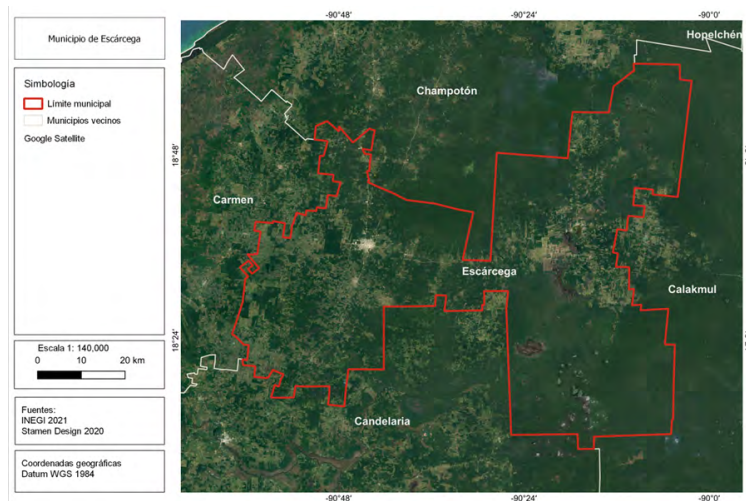 Municipio de Escárcega
Simbología
Límite municipal
Municipios vecinos
Google Satellite
Escala 1: 140,000
0 10 20 km
Fuentes:
INEGI 2021
Stamen Design 2020
Coordenadas geográficas
Datum WGS 1984
-90°48' -90°24' -90°0'
Hopelchén
Champotón
18°48'
Carmen
Escárcega
Calakmul
18°24'
Candelaria
-90°48' -90°24' -90°0'